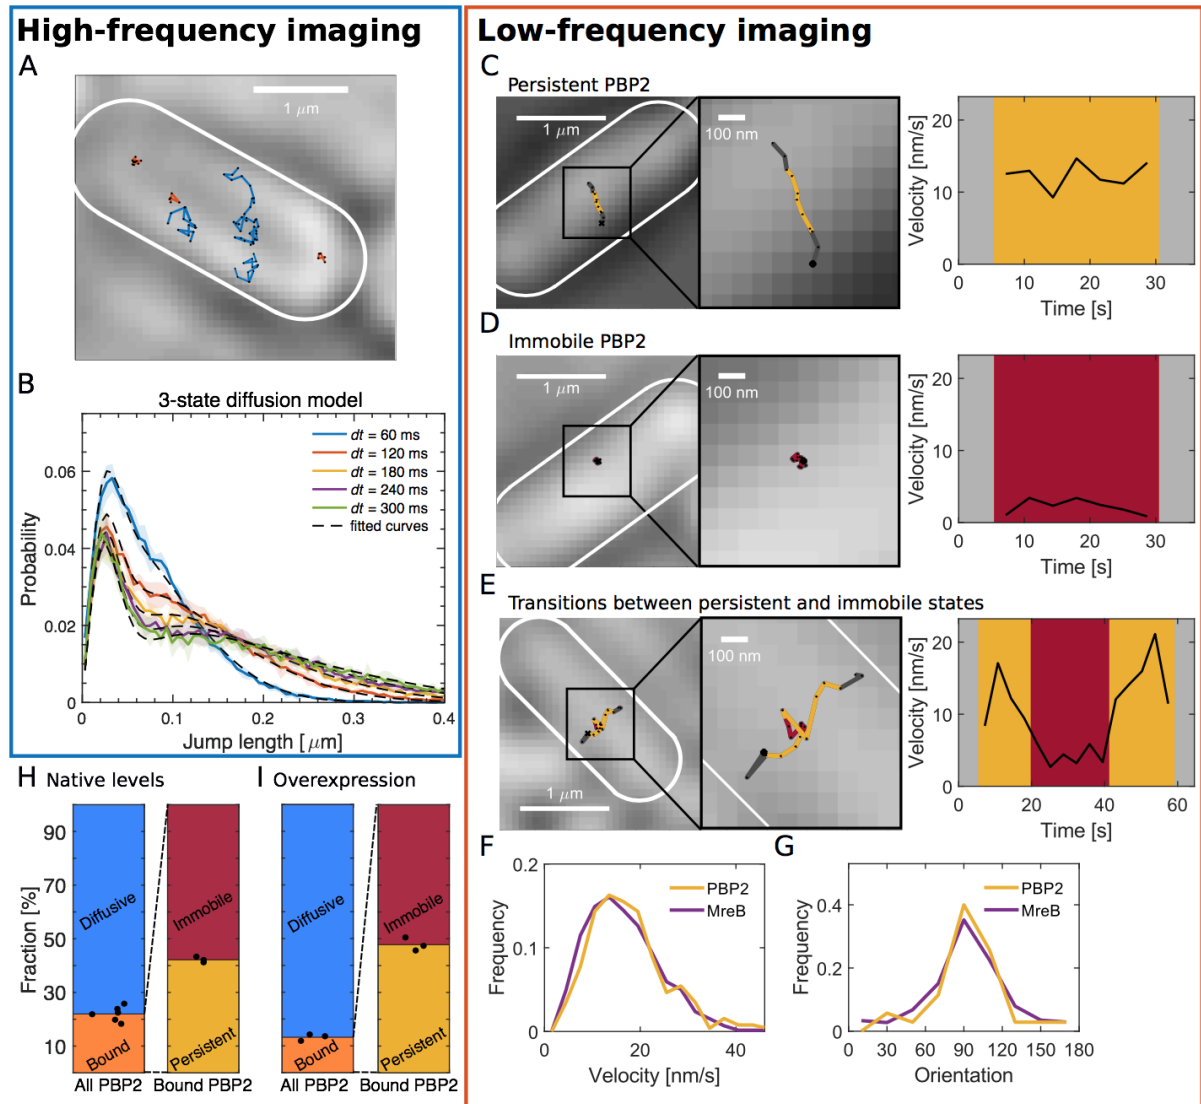 High-frequency imaging
A
1 μm
B
3-state diffusion model
dt = 60 ms
dt = 120 ms
dt = 180 ms
dt = 240 ms
dt = 300 ms
fitted curves
0.06
0.04
0.02
0
Probability
0 0.1 0.2 0.3 0.4
Jump length [ μm]
H Native levels
90
70
50
30
10
Fraction [%]
Diffusive
Bound
Immobile
Persistent
All PBP2 Bound PBP2
I Overexpression
Diffusive
Bound
Immobile
Persistent
All PBP2 Bound PBP2
Low-frequency imaging
C
Persistent PBP2
1 μm
100 nm
20
10
0
Velocity [nm/s]
0 10 20 30
Time [s]
D
Immobile PBP2
1 μm
100 nm
20
10
0
Velocity [nm/s]
0 10 20 30
Time [s]
E
Transitions between persistent and immobile states
1 μm
100 nm
20
10
0
Velocity [nm/s]
0 20 40 60
Time [s]
F
0.2
0.1
0
Frequency
PBP2
MreB
0 20 40
Velocity [nm/s]
G
0.4
0.2
0
Frequency
PBP2
MreB
0 30 60 90 120 150 180
Orientation